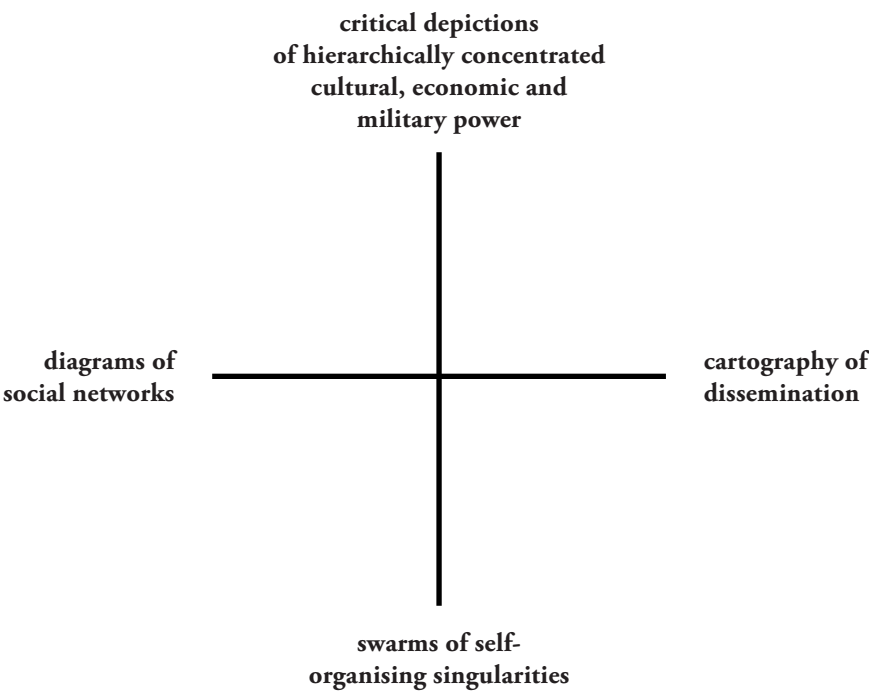 critical depictions
of hierarchically concentrated
cultural, economic and
military power
diagrams of
social networks
cartography of
dissemination
swarms of self-
organising singularities